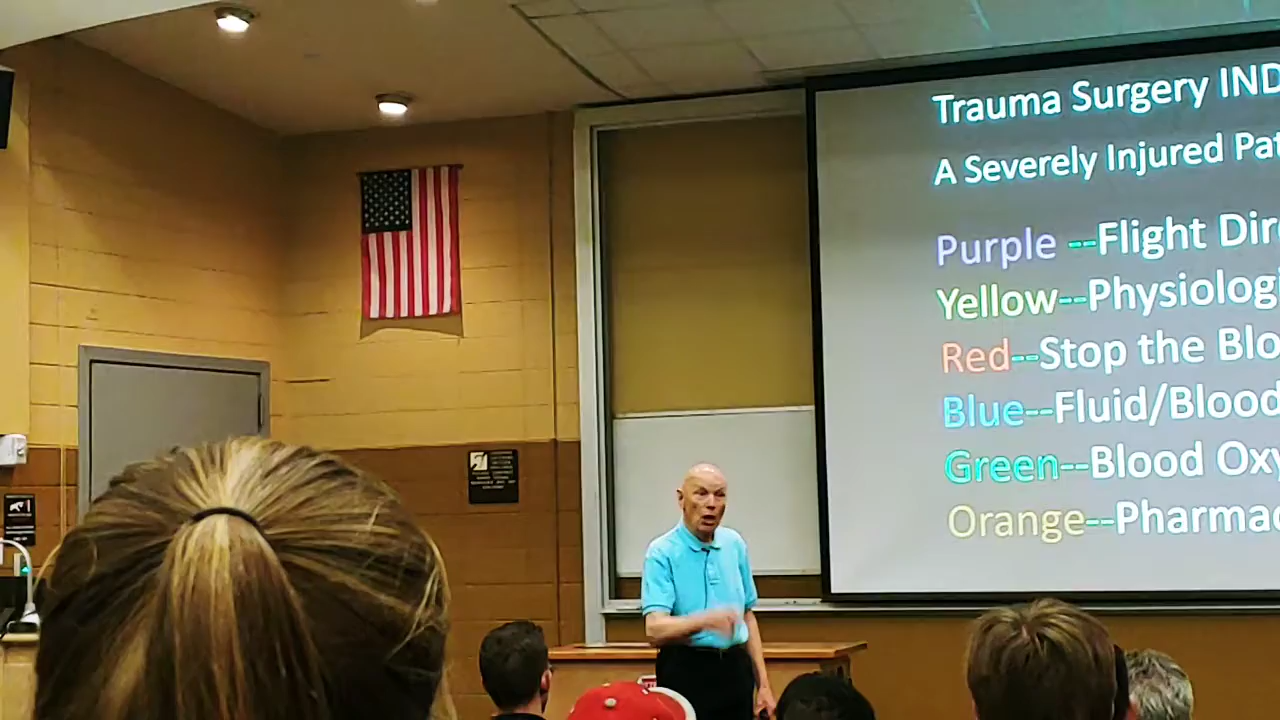 Trauma Surgery IND
A Severely Injured Pat
Purple --Flight Dir
Yellow--Physiologi
Red--Stop the Blo
Blue--Fluid/Blood
Green--Blood Oxy
Orange--Pharmac